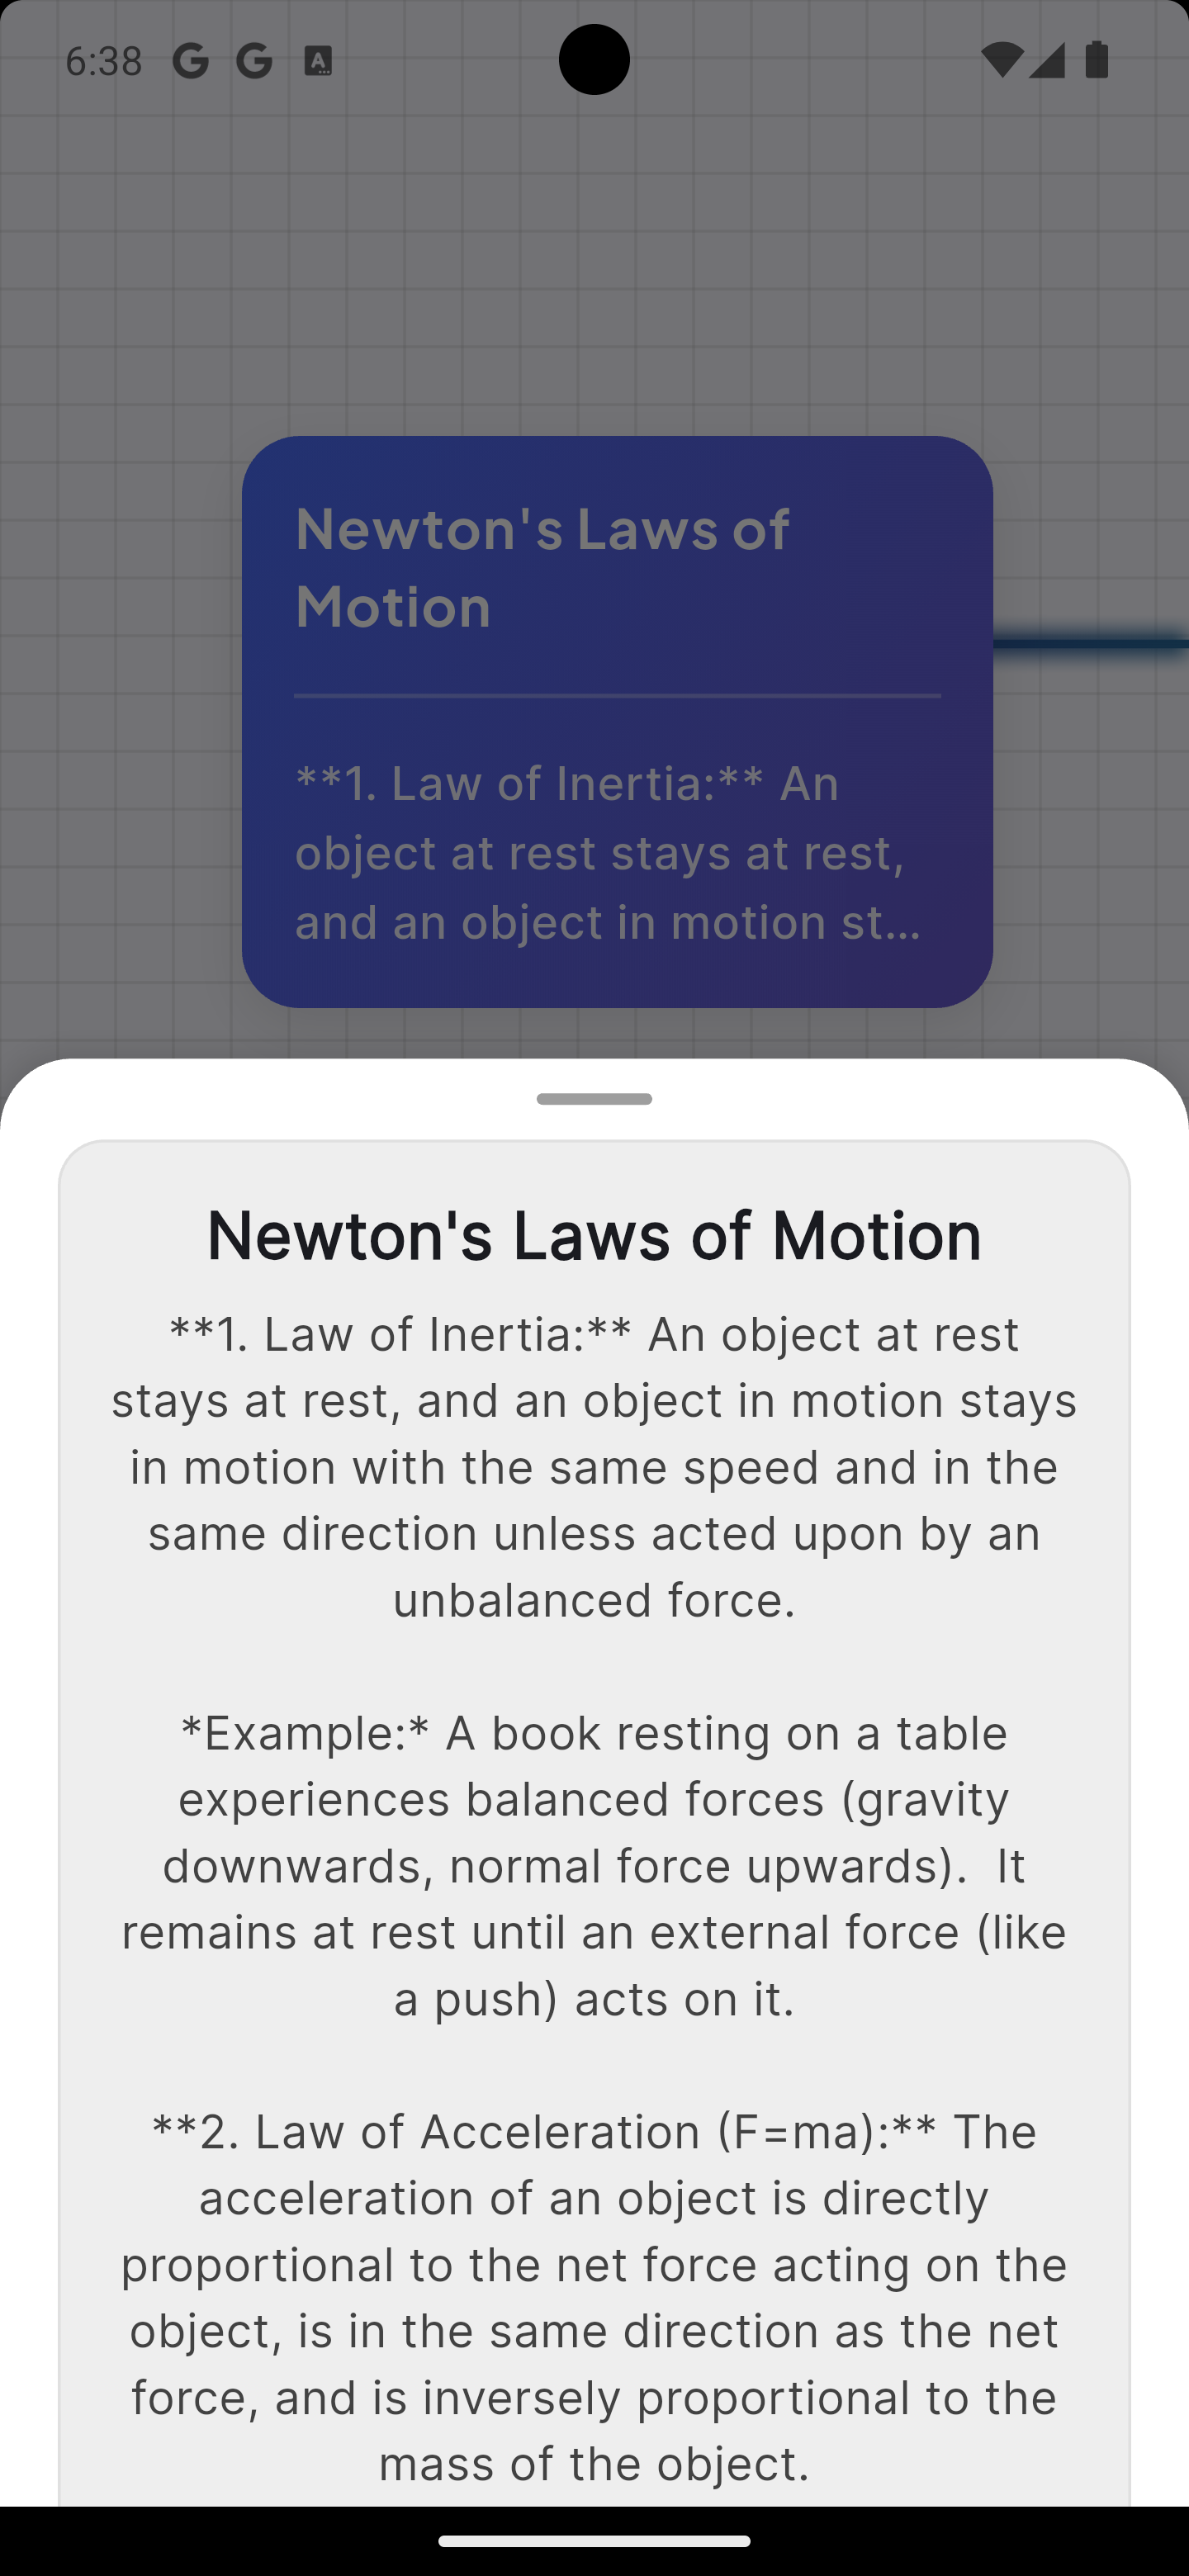 6:38
Newton's Laws of
Motion
**1. Law of Inertia:** An
object at rest stays at rest,
and an object in motion st...
Newton's Laws of Motion
**1. Law of Inertia:** An object at rest
stays at rest, and an object in motion stays
in motion with the same speed and in the
same direction unless acted upon by an
unbalanced force.
*Example:* A book resting on a table
experiences balanced forces (gravity
downwards, normal force upwards).  It
remains at rest until an external force (like
a push) acts on it.
**2. Law of Acceleration (F=ma):** The
acceleration of an object is directly
proportional to the net force acting on the
object, is in the same direction as the net
force, and is inversely proportional to the
mass of the object.